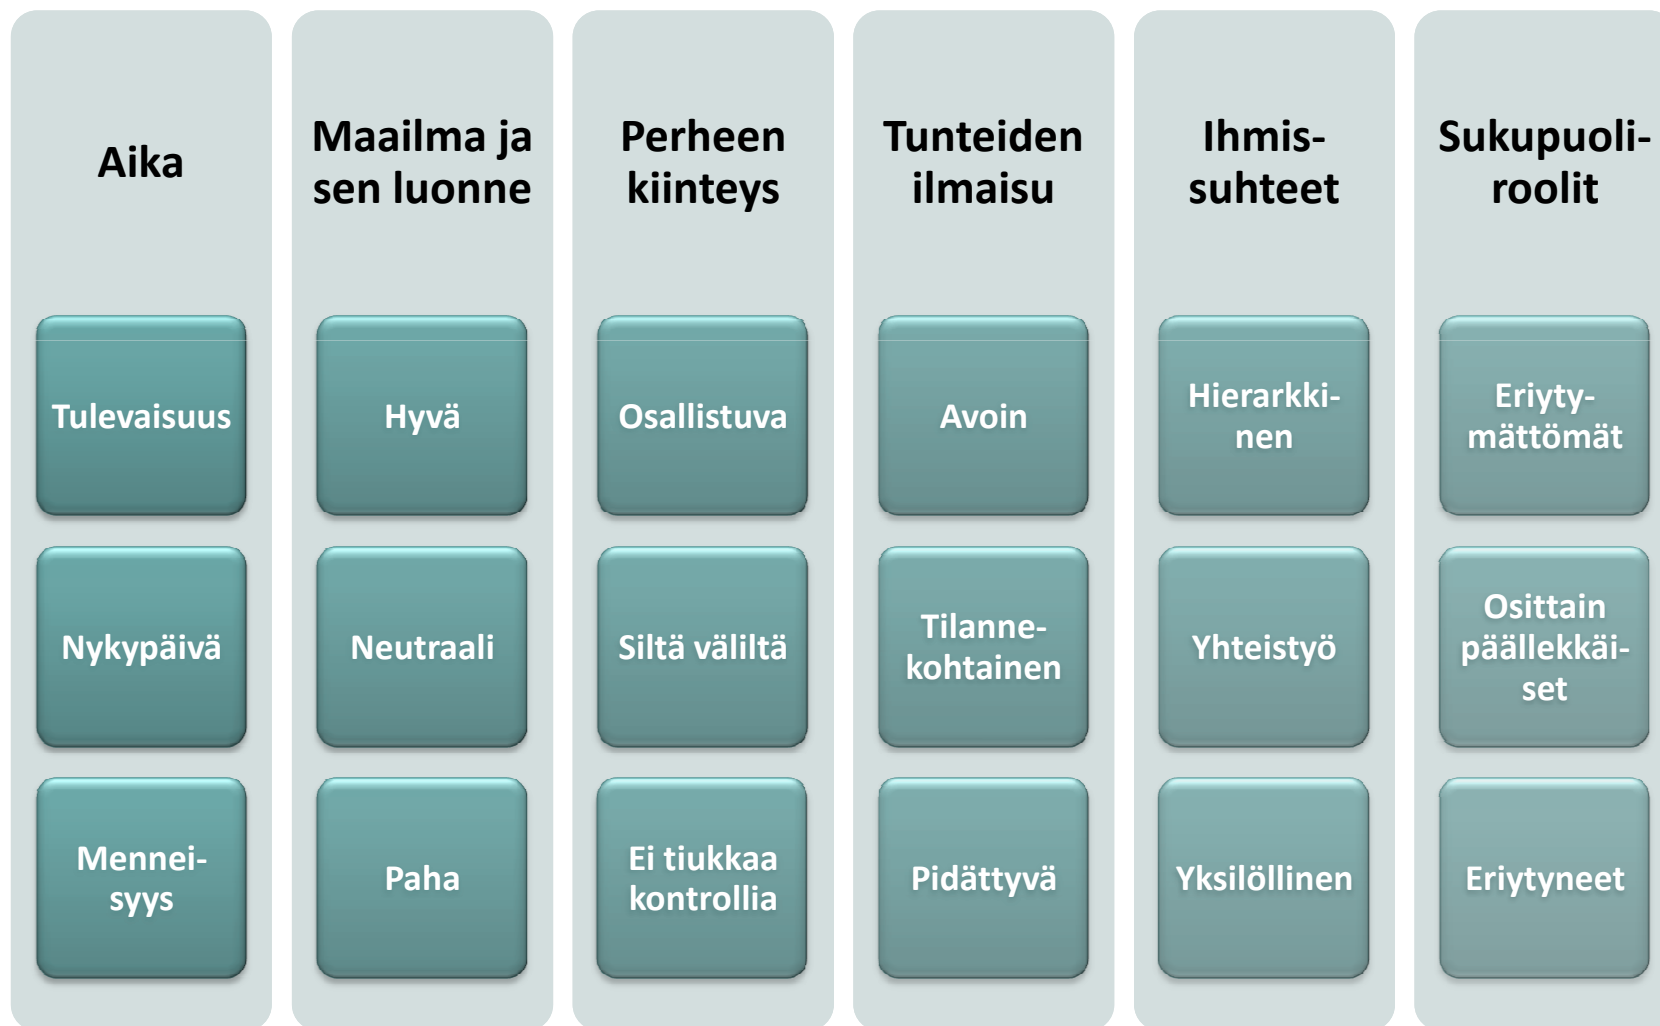 Aika
Tulevaisuus
Nykypäivä
Mennei-
syys
Maailma ja
sen luonne
Hyvä
Neutraali
Paha
Perheen
kiinteys
Osallistuva
Siltä väliltä
Ei tiukkaa
kontrollia
Tunteiden
ilmaisu
Avoin
Tilanne-
kohtainen
Pidättyvä
Ihmis-
suhteet
Hierarkki-
nen
Yhteistyö
Yksilöllinen
Sukupuoli-
roolit
Eriyty-
mättömät
Osittain
päällekkäi-
set
Eriytyneet